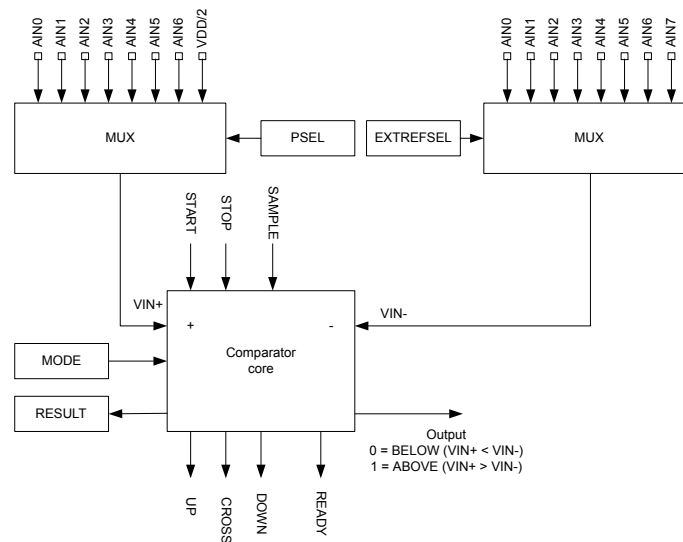 AIN0
AIN1
AIN2
AIN3
AIN4
AIN5
AIN6
VDD/2
AIN0
AIN1
AIN2
AIN3
AIN4
AIN5
AIN6
AIN7
MUX
PSEL
EXTREFSEL
MUX
START
STOP
SAMPLE
VIN+
VIN-
+
-
Comparator
core
MODE
RESULT
Output
0 = BELOW (VIN+ < VIN-)
1 = ABOVE (VIN+ > VIN-)
UP
CROSS
DOWN
READY